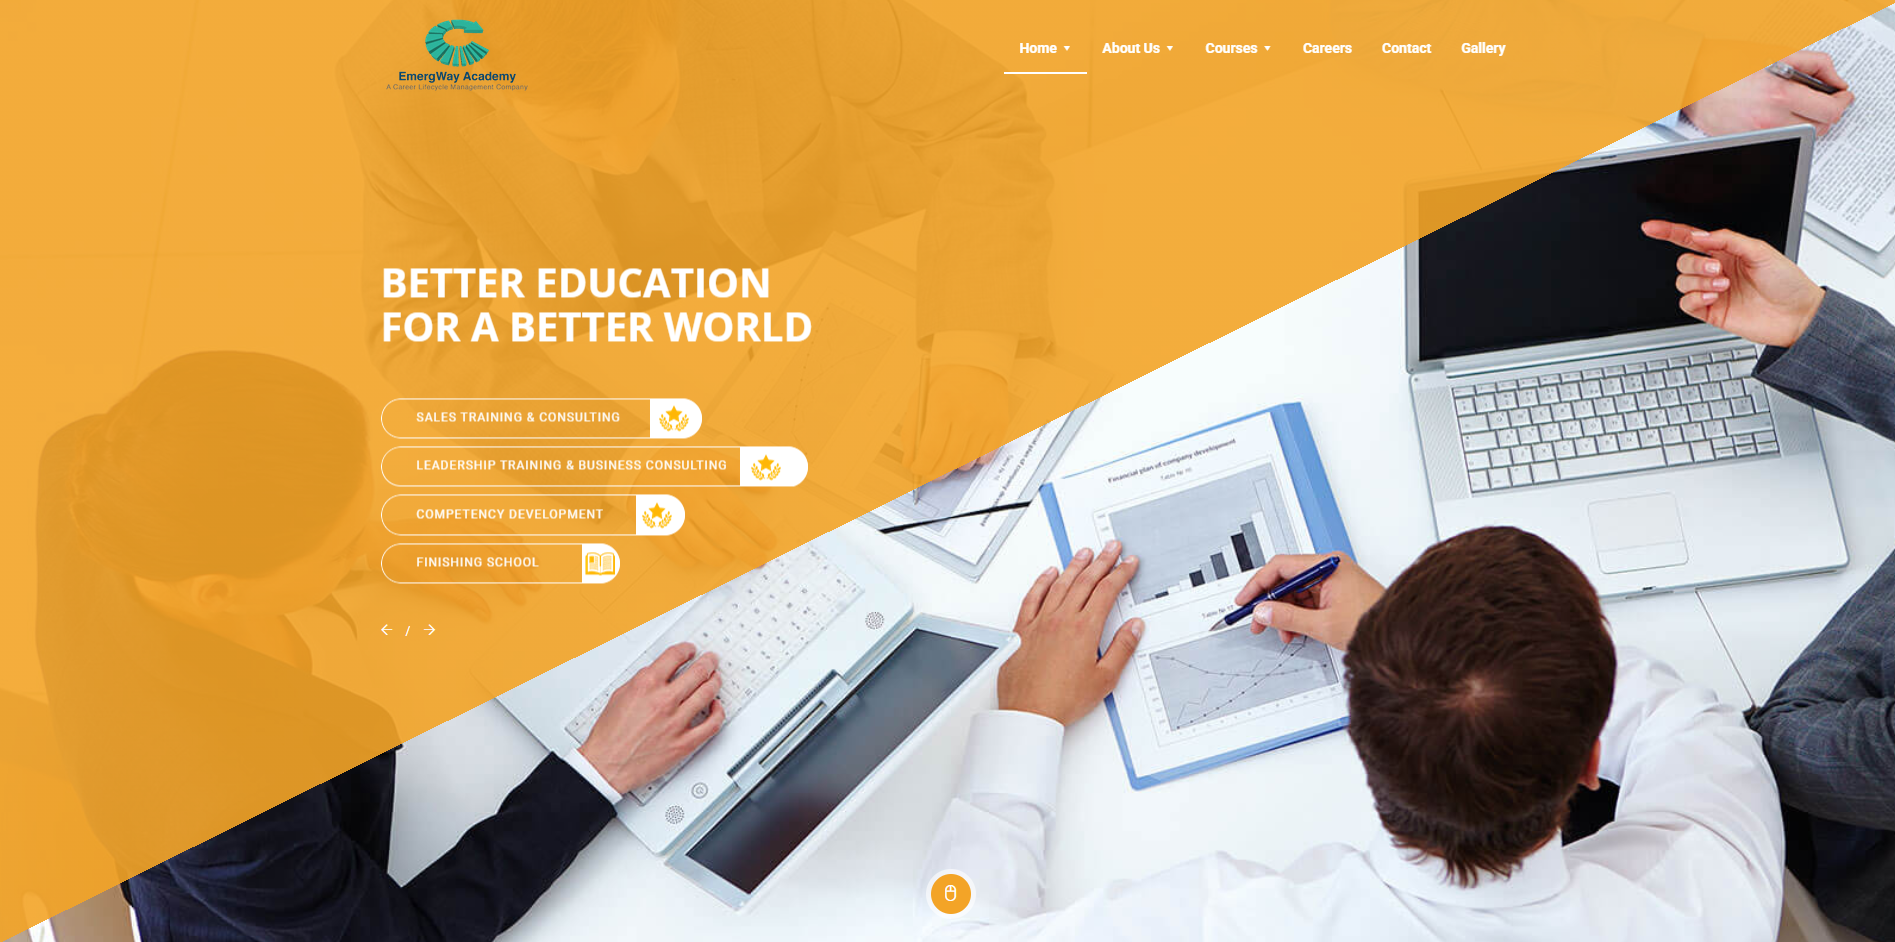 EmergWay Academy
A Career Lifecycle Management Company
Home
About Us
Courses
Careers
Contact
Gallery
BETTER EDUCATION
FOR A BETTER WORLD
SALES TRAINING & CONSULTING
LEADERSHIP TRAINING & BUSINESS CONSULTING
COMPETENCY DEVELOPMENT
FINISHING SCHOOL
/
Financial plan of company development